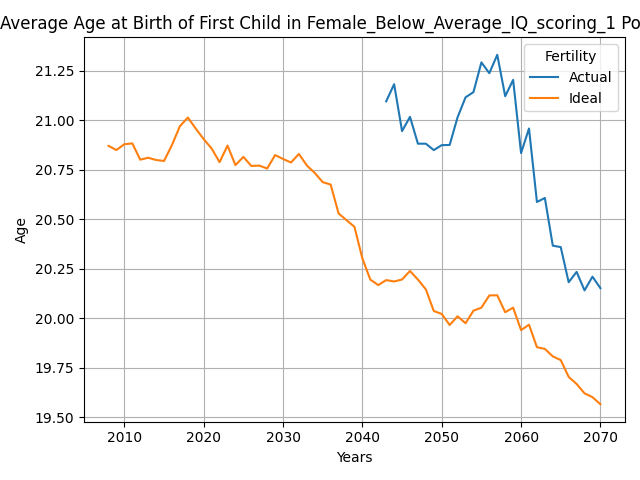 Average Age at Birth of First Child in Female_Below_Average_IQ_scoring_1 Po
Fertility
Actual
Ideal
21.25
21.00
20.75
20.50
20.25
20.00
19.75
19.50
Age
2010 2020 2030 2040 2050 2060 2070
Years